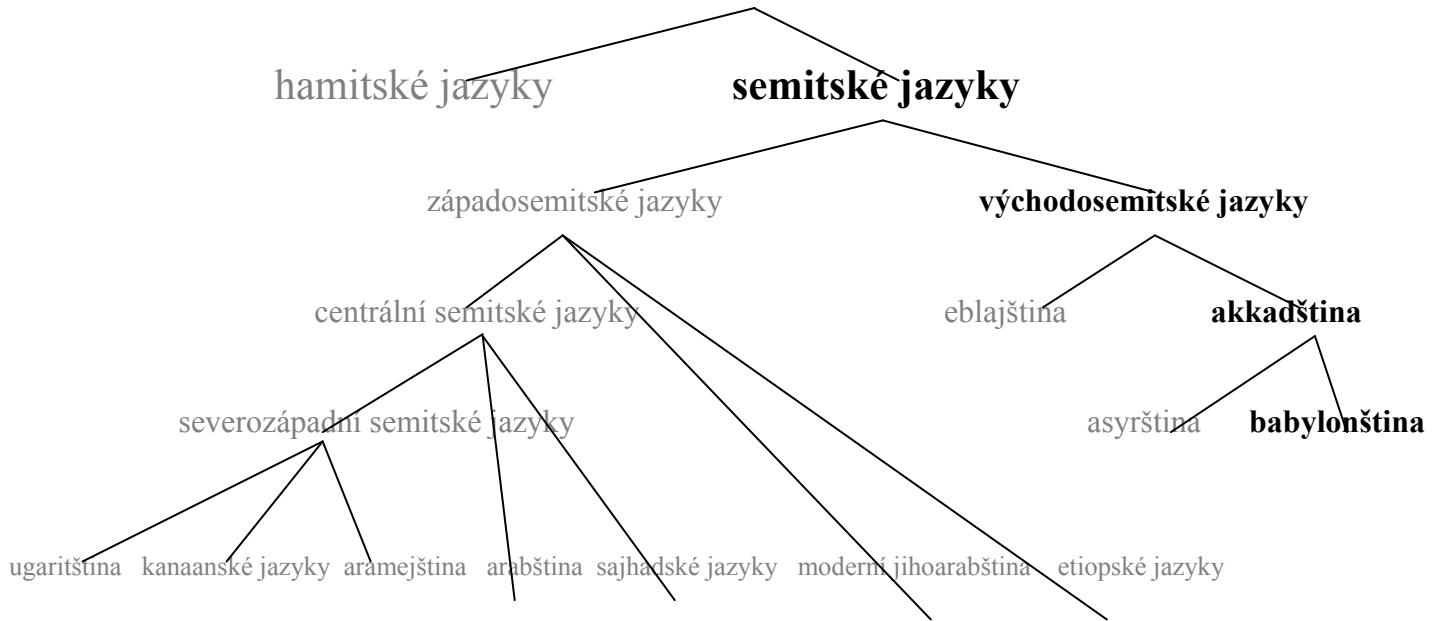 hamitské jazyky semitské jazyky
západosemitské jazyky východosemitské jazyky
centrální semitské jazyky eblajština akkadština
severozápadní semitské jazyky asyrština babylonština
ugaritština kanaanské jazyky aramejština arabština sajhadské jazyky moderní jihoarabština etiopské jazyky